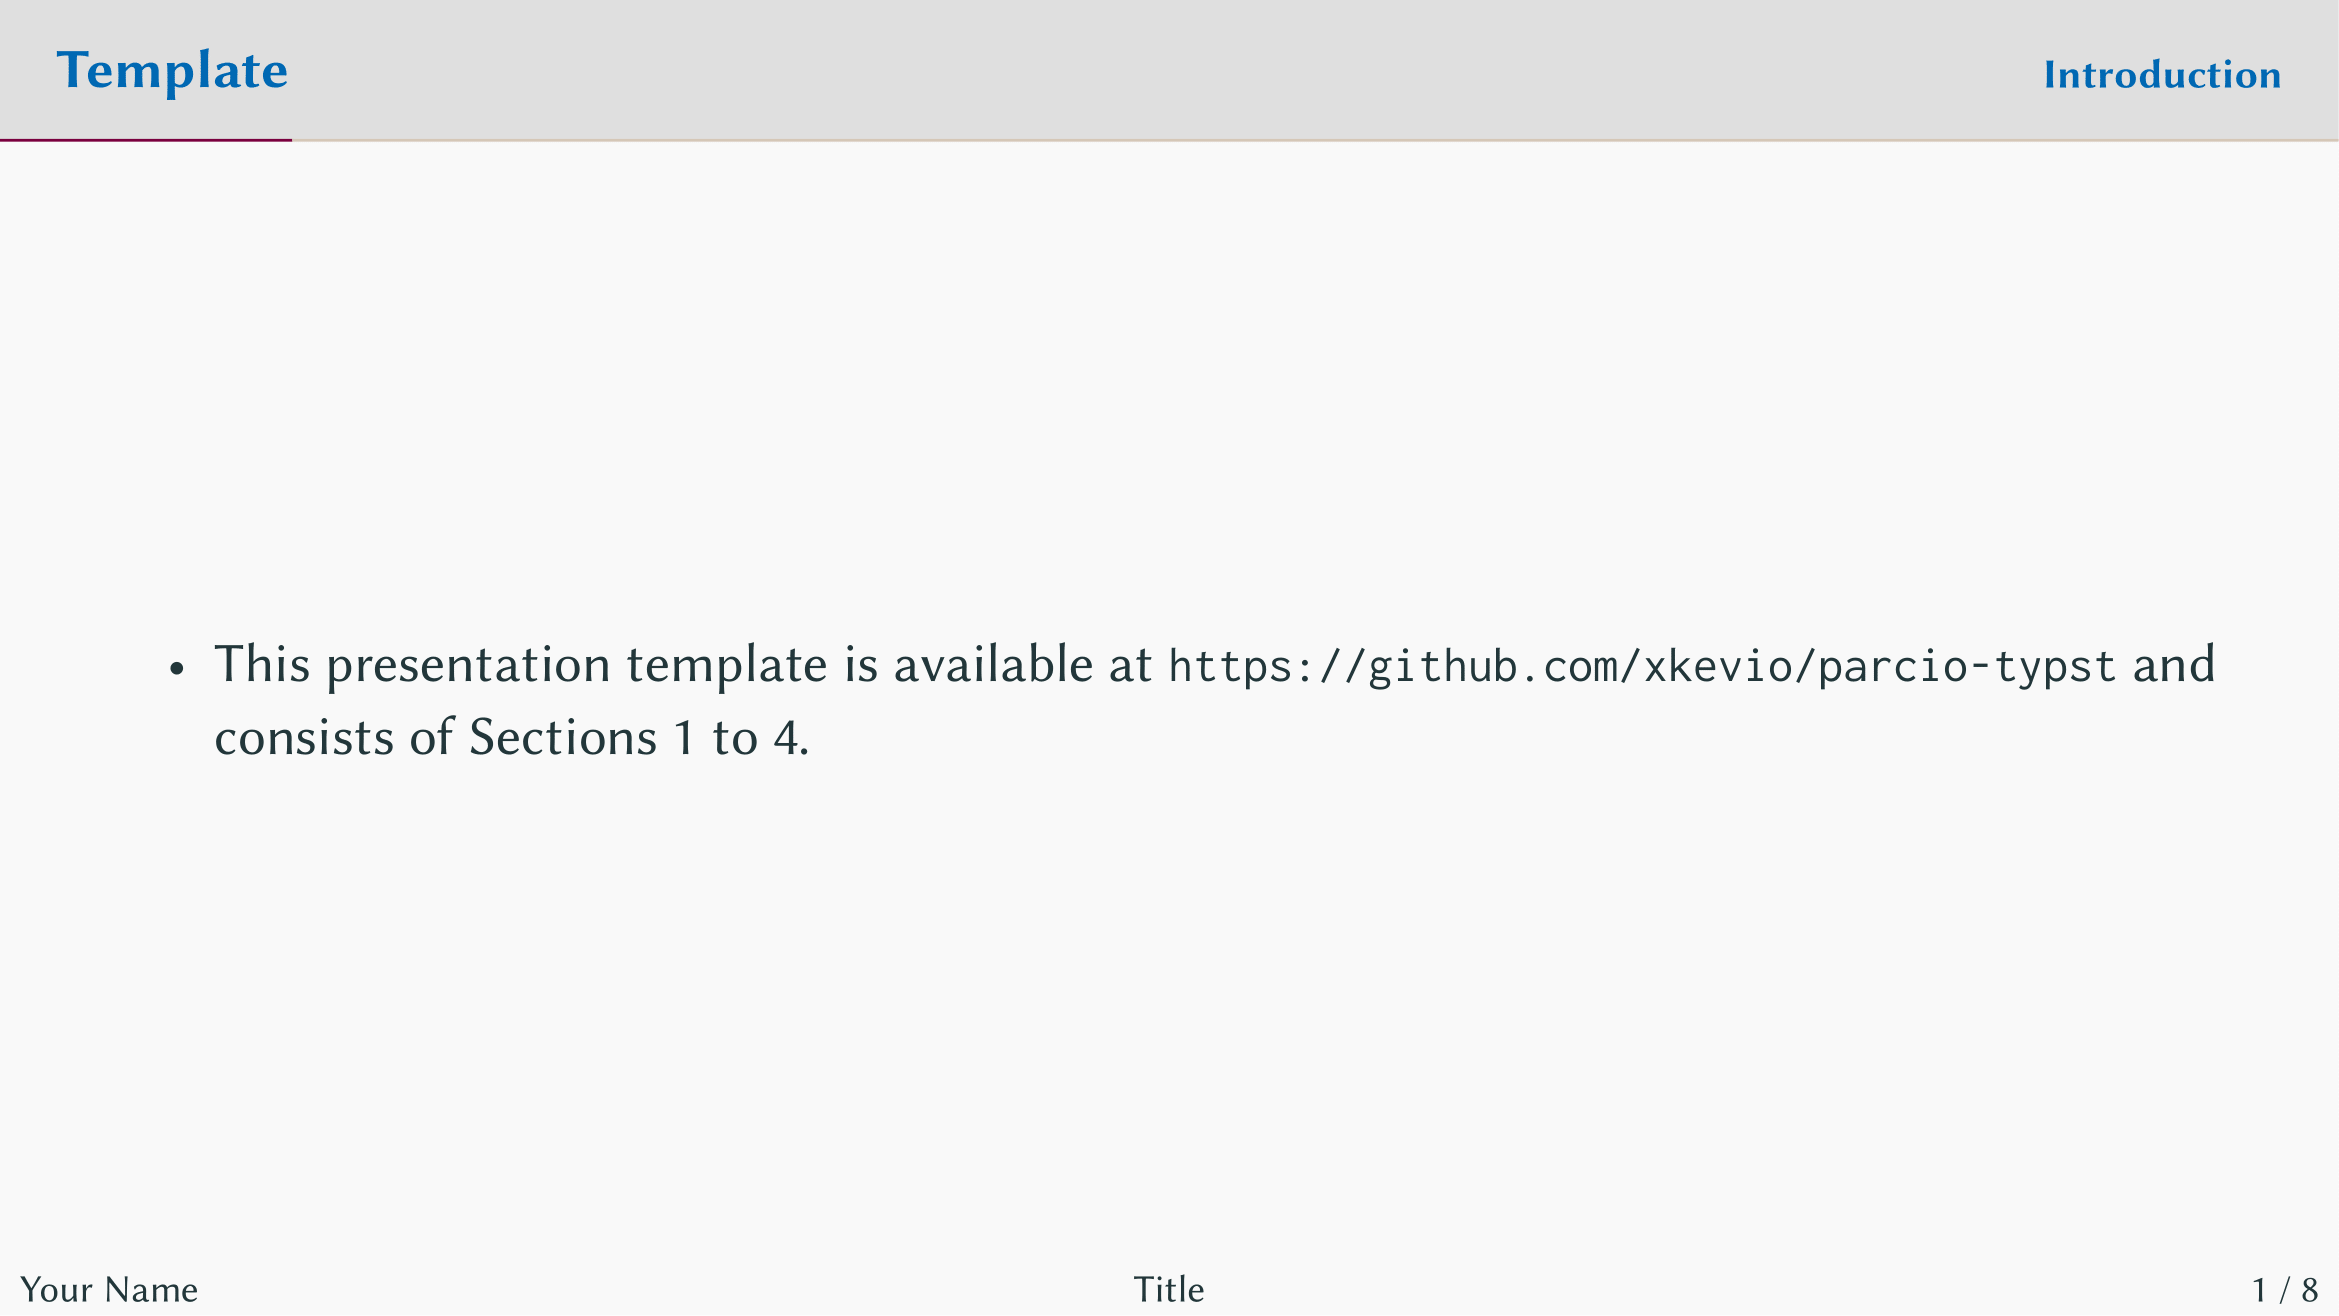 Template
Introduction
• This presentation template is available at https://github.com/xkevio/parcio-typst and
consists of Sections 1 to 4.
Your Name
Title
1 / 8